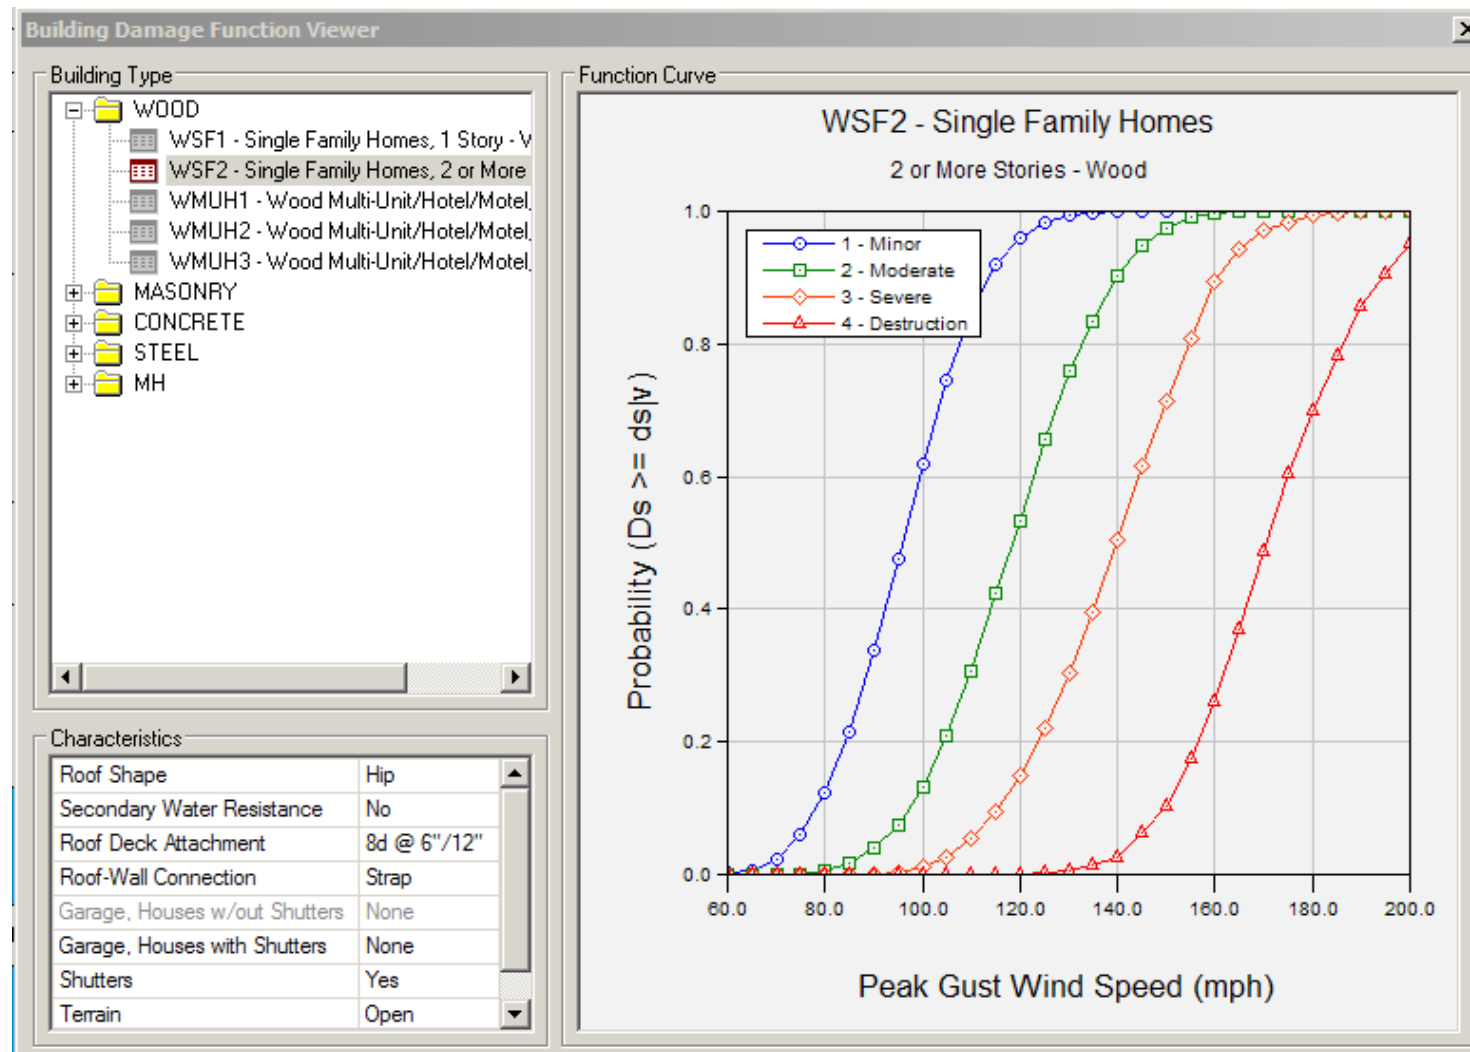 Building Damage Function Viewer
Building Type
WOOD
WSF1 - Single Family Homes, 1 Story - W
WSF2 - Single Family Homes, 2 or More
WMUH1 - Wood Multi-Unit/Hotel/Motel,
WMUH2 - Wood Multi-Unit/Hotel/Motel,
WMUH3 - Wood Multi-Unit/Hotel/Motel,
MASONRY
CONCRETE
STEEL
MH
Characteristics
Roof Shape Hip
Secondary Water Resistance No
Roof Deck Attachment 8d @ 6"/12"
Roof-Wall Connection Strap
Garage, Houses w/out Shutters None
Garage, Houses with Shutters None
Shutters Yes
Terrain Open
Function Curve
WSF2 - Single Family Homes
2 or More Stories - Wood
1 - Minor
2 - Moderate
3 - Severe
4 - Destruction
Probability (Ds >= ds|v)
1.0
0.8
0.6
0.4
0.2
0.0
60.0 80.0 100.0 120.0 140.0 160.0 180.0 200.0
Peak Gust Wind Speed (mph)